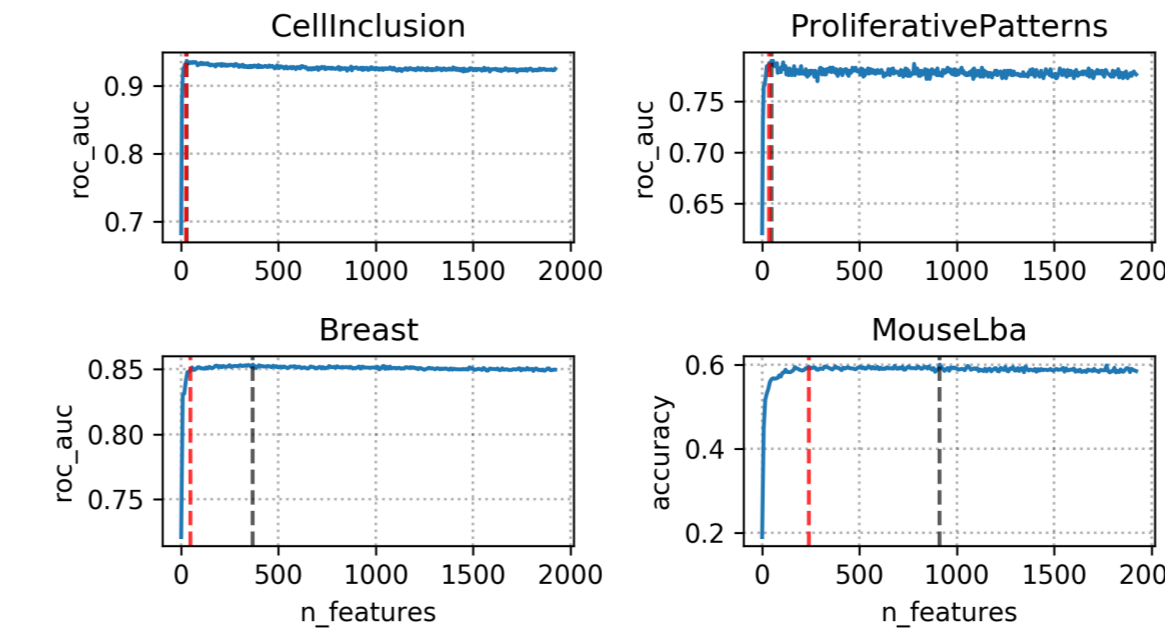 CellInclusion
ProliferativePatterns
roc_auc
0.9
0.8
0.7
0 500 1000 1500 2000
roc_auc
0.75
0.70
0.65
0 500 1000 1500 200
Breast
MouseLba
roc_auc
0.85
0.80
0.75
0 500 1000 1500 2000
n_features
accuracy
0.6
0.4
0.2
0 500 1000 1500 200
n_features